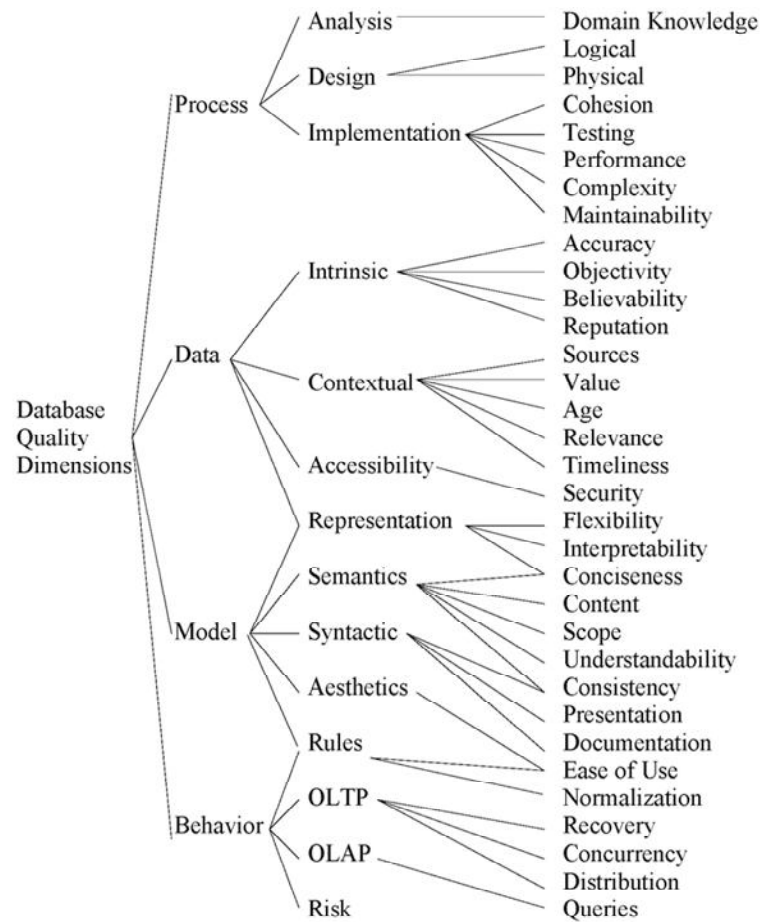 Database
Quality
Dimensions
Process
Data
Model
Behavior
Analysis
Design
Implementation
Intrinsic
Contextual
Accessibility
Representation
Semantics
Syntactic
Aesthetics
Rules
OLTP
OLAP
Risk
Domain Knowledge
Logical
Physical
Cohesion
Testing
Performance
Complexity
Maintainability
Accuracy
Objectivity
Believability
Reputation
Sources
Value
Age
Relevance
Timeliness
Security
Flexibility
Interpretability
Conciseness
Content
Scope
Understandability
Consistency
Presentation
Documentation
Ease of Use
Normalization
Recovery
Concurrency
Distribution
Queries